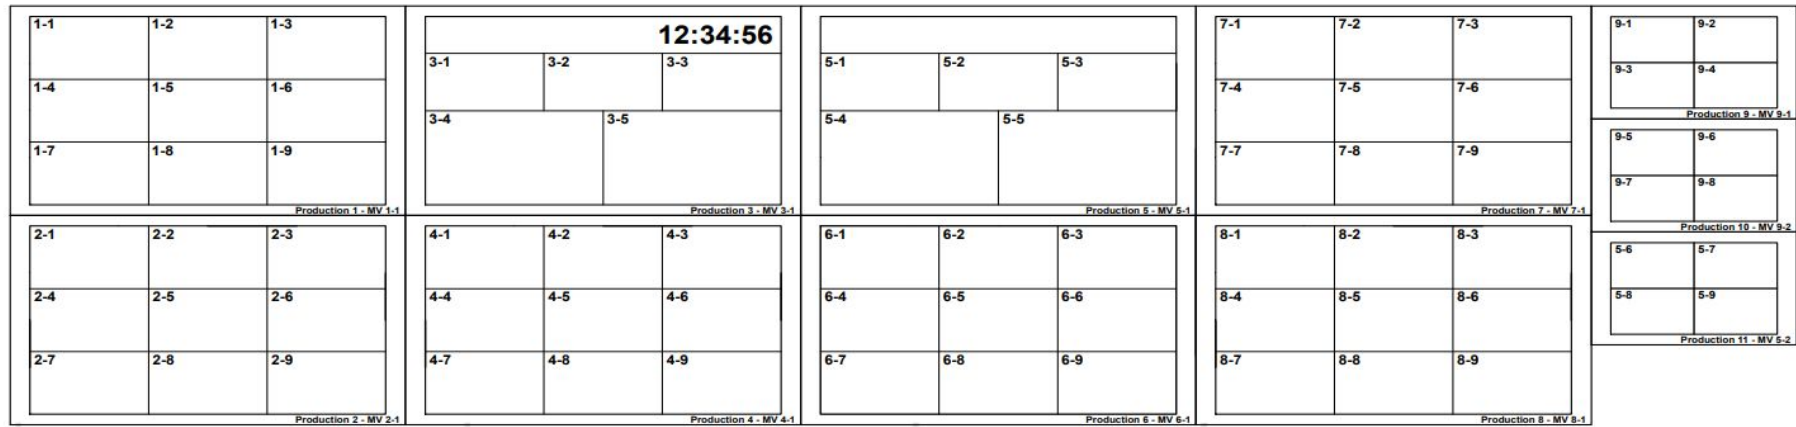 1-1 1-2 1-3
1-4 1-5 1-6
1-7 1-8 1-9
Production 1 - MV 1-1
12:34:56
3-1 3-2 3-3
3-4 3-5
Production 3 - MV 3-1
5-1 5-2 5-3
5-4 5-5
Production 5 - MV 5-1
7-1 7-2 7-3
7-4 7-5 7-6
7-7 7-8 7-9
Production 7 - MV 7-1
9-1 9-2
9-3 9-4
Production 9 - MV 9-1
9-5 9-6
9-7 9-8
Production 10 - MV 9-2
5-6 5-7
5-8 5-9
Production 11 - MV 5-2
2-1 2-2 2-3
2-4 2-5 2-6
2-7 2-8 2-9
Production 2 - MV 2-1
4-1 4-2 4-3
4-4 4-5 4-6
4-7 4-8 4-9
Production 4 - MV 4-1
6-1 6-2 6-3
6-4 6-5 6-6
6-7 6-8 6-9
Production 6 - MV 6-1
8-1 8-2 8-3
8-4 8-5 8-6
8-7 8-8 8-9
Production 8 - MV 8-1